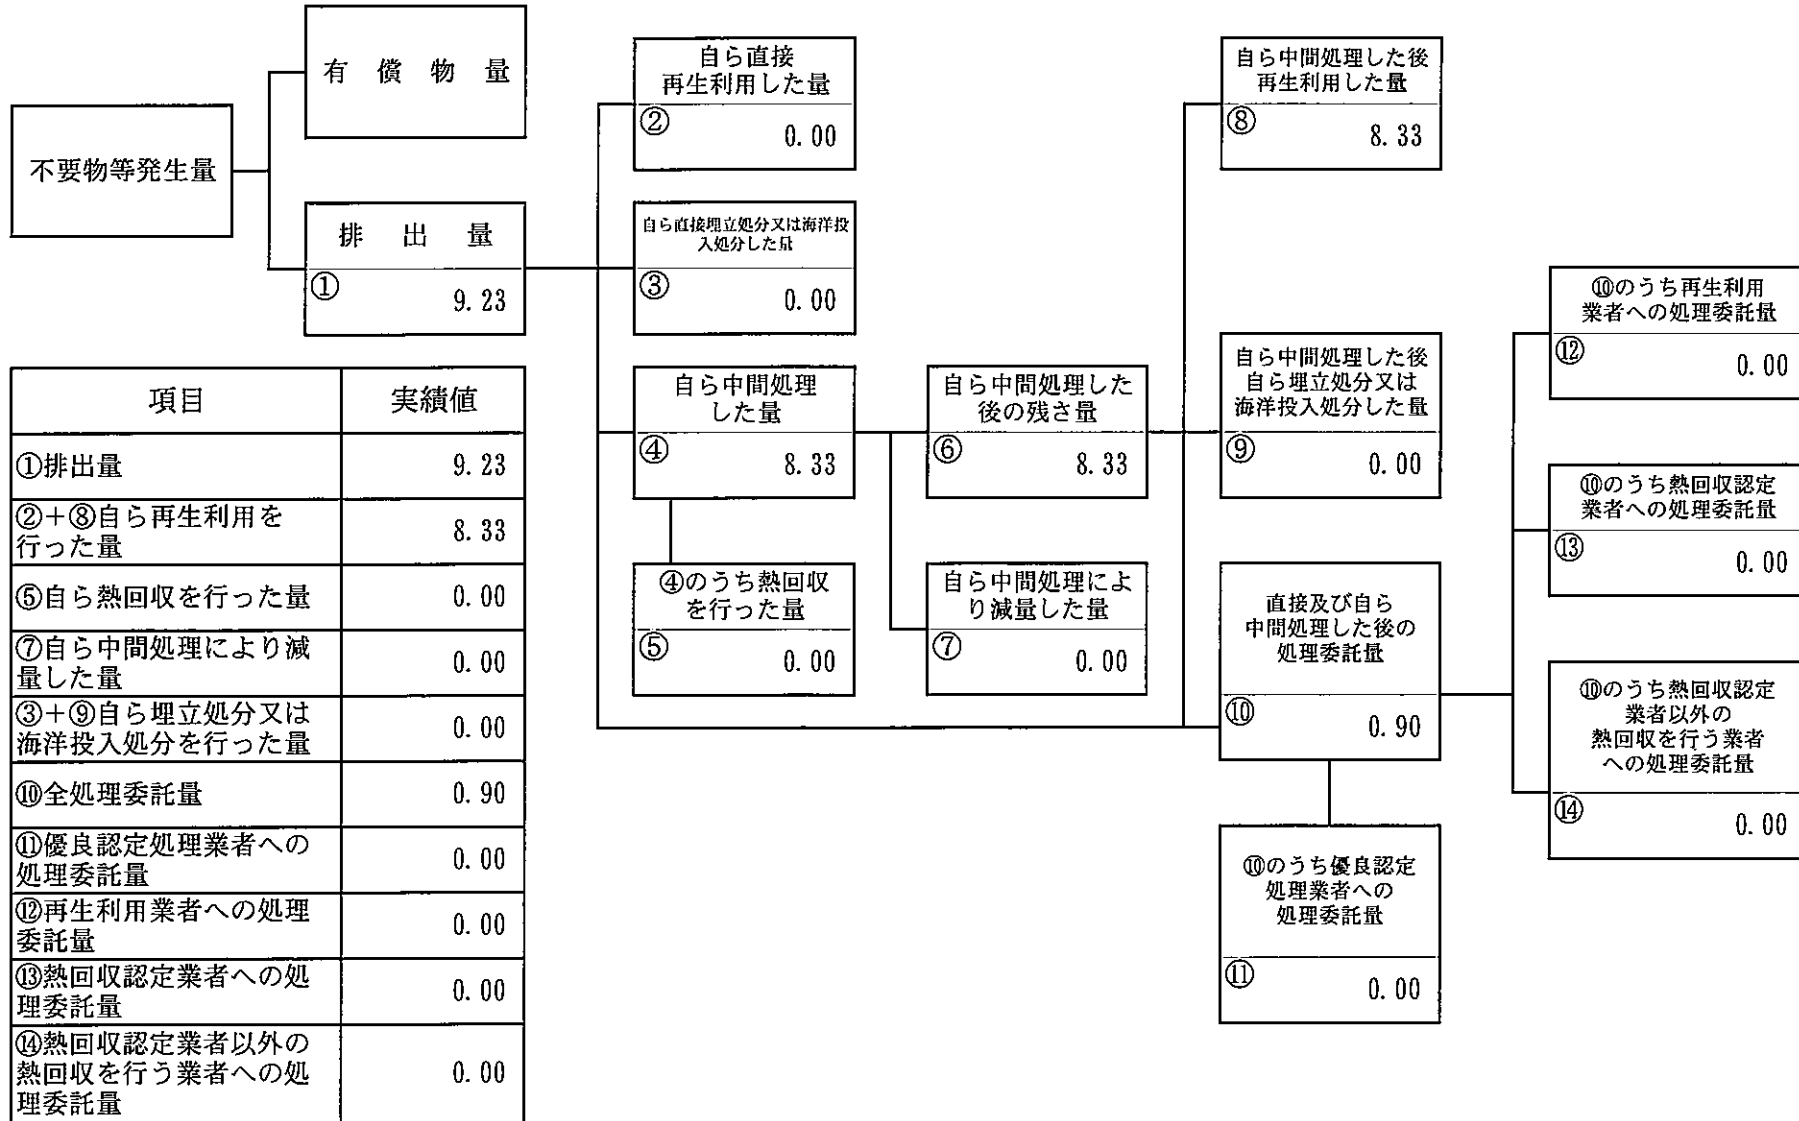 有償物量
不要物等発生量
排出量
①
9.23
自ら直接
再生利用した量
②
0.00
自ら直接埋立処分又は海洋投
入処分した量
③
0.00
自ら中間処理
した量
④
8.33
④のうち熱回収
を行った量
⑤
0.00
自ら中間処理した
後の残さ量
⑥
8.33
自ら中間処理によ
り減量した量
⑦
0.00
自ら中間処理した後
再生利用した量
⑧
8.33
自ら中間処理した後
自ら埋立処分又は
海洋投入処分した量
⑨
0.00
直接及び自ら
中間処理した後の
処理委託量
⑩
0.90
⑩のうち優良認定
処理業者への
処理委託量
⑪
0.00
⑩のうち再生利用
業者への処理委託量
⑫
0.00
⑩のうち熱回収認定
業者への処理委託量
⑬
0.00
⑩のうち熱回収認定
業者以外の
熱回収を行う業者
への処理委託量
⑭
0.00
項目 実績値
①排出量 9.23
②+⑧自ら再生利用を
行った量 8.33
⑤自ら熱回収を行った量 0.00
⑦自ら中間処理により減
量した量 0.00
③+⑨自ら埋立処分又は
海洋投入処分を行った量 0.00
⑩全処理委託量 0.90
⑪優良認定処理業者への
処理委託量 0.00
⑫再生利用業者への処理
委託量 0.00
⑬熱回収認定業者への処
理委託量 0.00
⑭熱回収認定業者以外の
熱回収を行う業者への処
理委託量 0.00